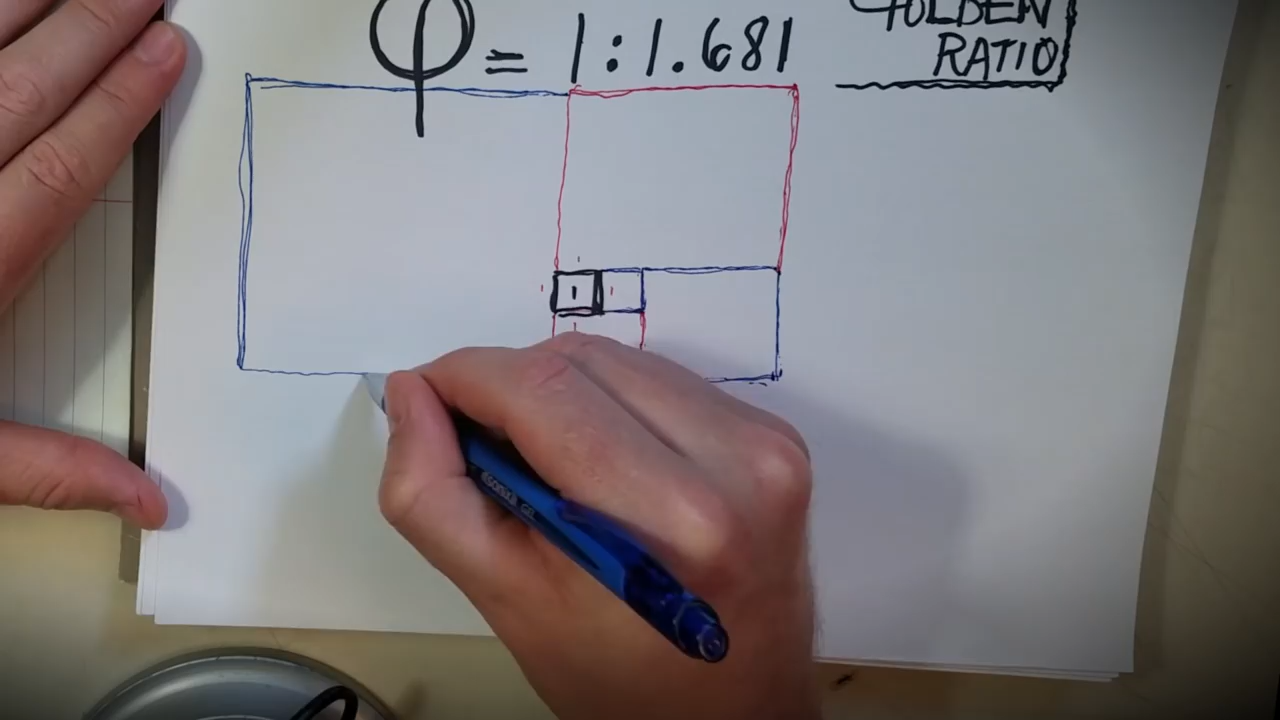 φ = 1:1.681
GOLDEN
RATIO
1